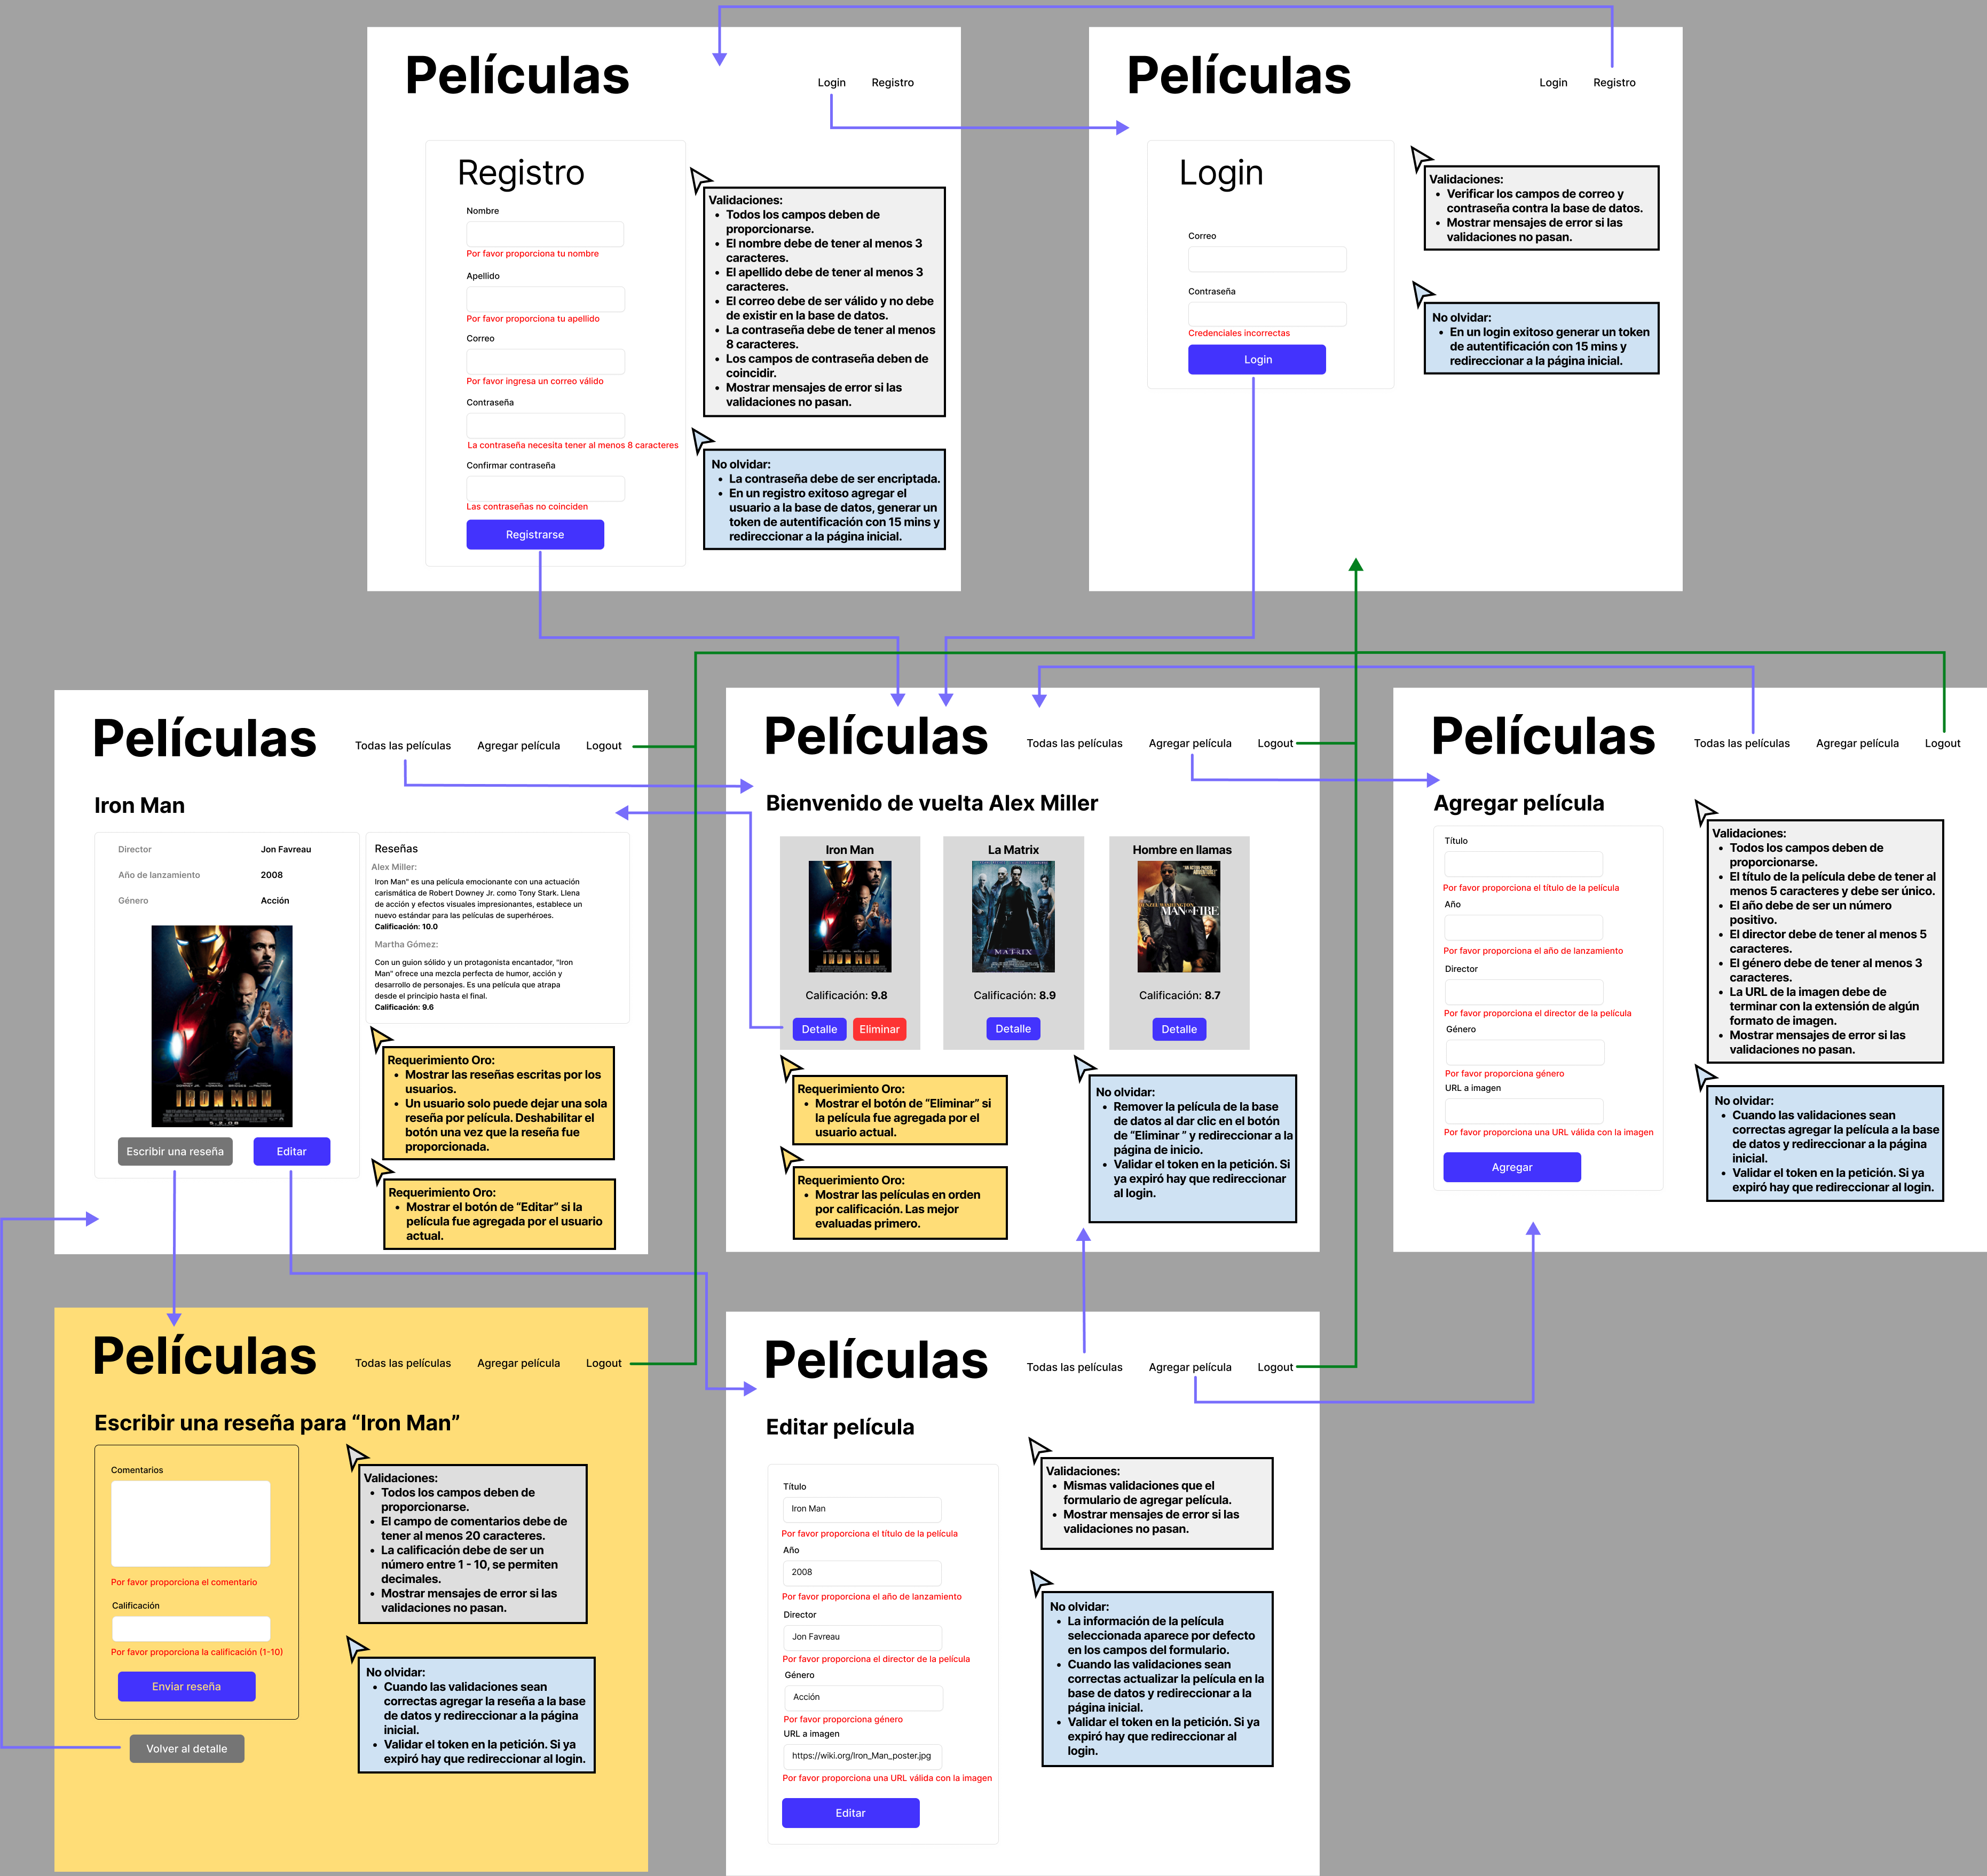 Películas
Login
Registro
Registro
Nombre
Por favor proporciona tu nombre
Apellido
Por favor proporciona tu apellido
Correo
Por favor ingresa un correo válido
Contraseña
La contraseña necesita tener al menos 8 caracteres
Confirmar contraseña
Las contraseñas no coinciden
Registrarse
Validaciones:
• Todos los campos deben de
proporcionarse.
• El nombre debe de tener al menos 3
caracteres.
• El apellido debe de tener al menos 3
caracteres.
• El correo debe de ser válido y no debe
de existir en la base de datos.
• La contraseña debe de tener al menos
8 caracteres.
• Los campos de contraseña deben de
coincidir.
• Mostrar mensajes de error si las
validaciones no pasan.
No olvidar:
• La contraseña debe de ser encriptada.
• En un registro exitoso agregar el
usuario a la base de datos, generar un
token de autentificación con 15 mins y
redireccionar a la página inicial.
Películas
Login
Registro
Login
Correo
Contraseña
Credenciales incorrectas
Login
Validaciones:
• Verificar los campos de correo y
contraseña contra la base de datos.
• Mostrar mensajes de error si las
validaciones no pasan.
No olvidar:
• En un login exitoso generar un token
de autentificación con 15 mins y
redireccionar a la página inicial.
Películas
Todas las películas
Agregar película
Logout
Iron Man
Director
Jon Favreau
Año de lanzamiento
2008
Género
Acción
IRON MAN
Escribir una reseña
Editar
Reseñas
Alex Miller:
Iron Man" es una película emocionante con una actuación
carismática de Robert Downey Jr. como Tony Stark. Llena
de acción y efectos visuales impresionantes, establece un
nuevo estándar para las películas de superhéroes.
Calificación: 10.0
Martha Gómez:
Con un guion sólido y un protagonista encantador, "Iron
Man" ofrece una mezcla perfecta de humor, acción y
desarrollo de personajes. Es una película que atrapa
desde el principio hasta el final.
Calificación: 9.6
Requerimiento Oro:
• Mostrar las reseñas escritas por los
usuarios.
• Un usuario solo puede dejar una sola
reseña por película. Deshabilitar el
botón una vez que la reseña fue
proporcionada.
Requerimiento Oro:
• Mostrar el botón de “Editar” si la
película fue agregada por el usuario
actual.
Películas
Todas las películas
Agregar película
Logout
Bienvenido de vuelta Alex Miller
Iron Man
IRON MAN
Calificación: 9.8
Detalle
Eliminar
La Matrix
MATRIX
Calificación: 8.9
Detalle
Hombre en llamas
DENZEL WASHINGTON
MAN ON FIRE
Calificación: 8.7
Detalle
Requerimiento Oro:
• Mostrar el botón de “Eliminar” si
la película fue agregada por el
usuario actual.
Requerimiento Oro:
• Mostrar las películas en orden
por calificación. Las mejor
evaluadas primero.
No olvidar:
• Remover la película de la base
de datos al dar clic en el botón
de “Eliminar ” y redireccionar a la
página de inicio.
• Validar el token en la petición. Si
ya expiró hay que redireccionar
al login.
Películas
Todas las películas
Agregar película
Logout
Agregar película
Título
Por favor proporciona el título de la película
Año
Por favor proporciona el año de lanzamiento
Director
Por favor proporciona el director de la película
Género
Por favor proporciona género
URL a imagen
Por favor proporciona una URL válida con la imagen
Agregar
Validaciones:
• Todos los campos deben de
proporcionarse.
• El título de la película debe de tener al
menos 5 caracteres y debe ser único.
• El año debe de ser un número
positivo.
• El director debe de tener al menos 5
caracteres.
• El género debe de tener al menos 3
caracteres.
• La URL de la imagen debe de
terminar con la extensión de algún
formato de imagen.
• Mostrar mensajes de error si las
validaciones no pasan.
No olvidar:
• Cuando las validaciones sean
correctas agregar la película a la base
de datos y redireccionar a la página
inicial.
• Validar el token en la petición. Si ya
expiró hay que redireccionar al login.
Películas
Todas las películas
Agregar película
Logout
Escribir una reseña para “Iron Man”
Comentarios
Por favor proporciona el comentario
Calificación
Por favor proporciona la calificación (1-10)
Enviar reseña
Volver al detalle
Validaciones:
• Todos los campos deben de
proporcionarse.
• El campo de comentarios debe de
tener al menos 20 caracteres.
• La calificación debe de ser un
número entre 1 - 10, se permiten
decimales.
• Mostrar mensajes de error si las
validaciones no pasan.
No olvidar:
• Cuando las validaciones sean
correctas agregar la reseña a la base
de datos y redireccionar a la página
inicial.
• Validar el token en la petición. Si ya
expiró hay que redireccionar al login.
Películas
Todas las películas
Agregar película
Logout
Editar película
Título
Iron Man
Por favor proporciona el título de la película
Año
2008
Por favor proporciona el año de lanzamiento
Director
Jon Favreau
Por favor proporciona el director de la película
Género
Acción
Por favor proporciona género
URL a imagen
https://wiki.org/Iron_Man_poster.jpg
Por favor proporciona una URL válida con la imagen
Editar
Validaciones:
• Mismas validaciones que el
formulario de agregar película.
• Mostrar mensajes de error si las
validaciones no pasan.
No olvidar:
• La información de la película
seleccionada aparece por defecto
en los campos del formulario.
• Cuando las validaciones sean
correctas actualizar la película en la
base de datos y redireccionar a la
página inicial.
• Validar el token en la petición. Si ya
expiró hay que redireccionar al
login.